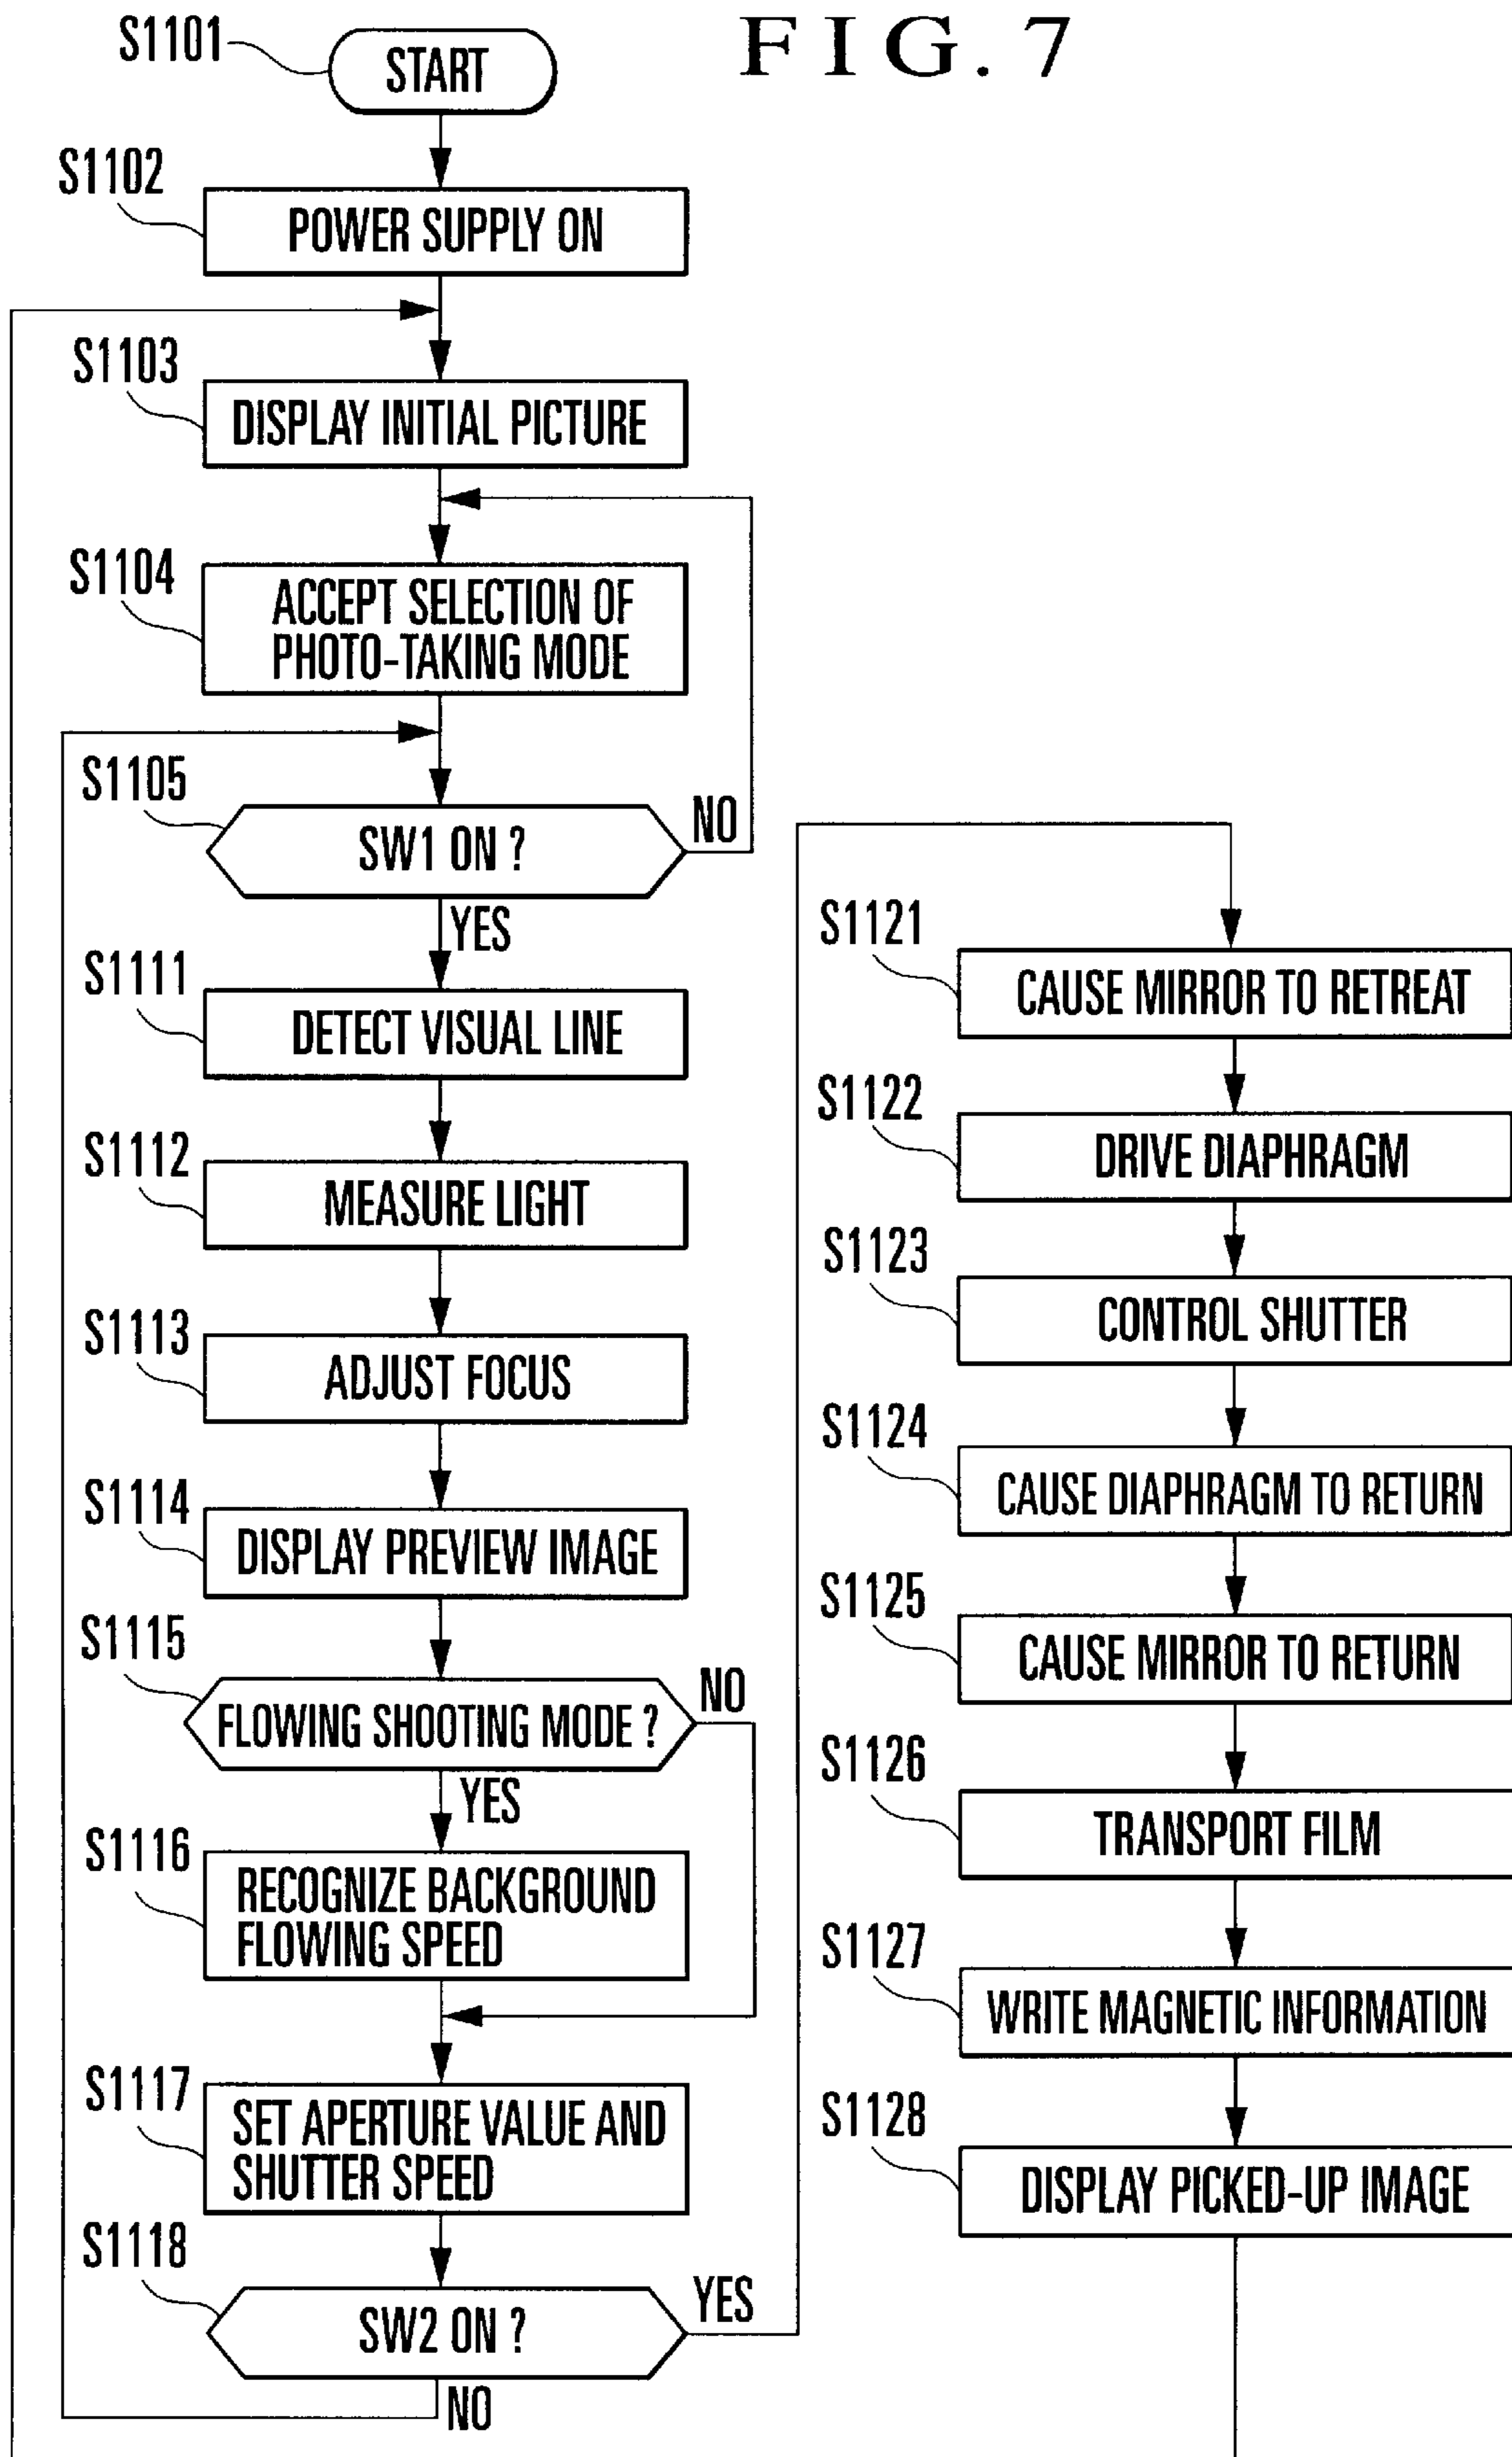 FIG. 7
S1101
START
S1102
POWER SUPPLY ON
S1103
DISPLAY INITIAL PICTURE
S1104
ACCEPT SELECTION OF
PHOTO-TAKING MODE
S1105
SW1 ON ?
NO
YES
S1111
DETECT VISUAL LINE
S1112
MEASURE LIGHT
S1113
ADJUST FOCUS
S1114
DISPLAY PREVIEW IMAGE
S1115
FLOWING SHOOTING MODE ?
NO
YES
S1116
RECOGNIZE BACKGROUND
FLOWING SPEED
S1117
SET APERTURE VALUE AND
SHUTTER SPEED
S1118
SW2 ON ?
YES
NO
S1121
CAUSE MIRROR TO RETREAT
S1122
DRIVE DIAPHRAGM
S1123
CONTROL SHUTTER
S1124
CAUSE DIAPHRAGM TO RETURN
S1125
CAUSE MIRROR TO RETURN
S1126
TRANSPORT FILM
S1127
WRITE MAGNETIC INFORMATION
S1128
DISPLAY PICKED-UP IMAGE